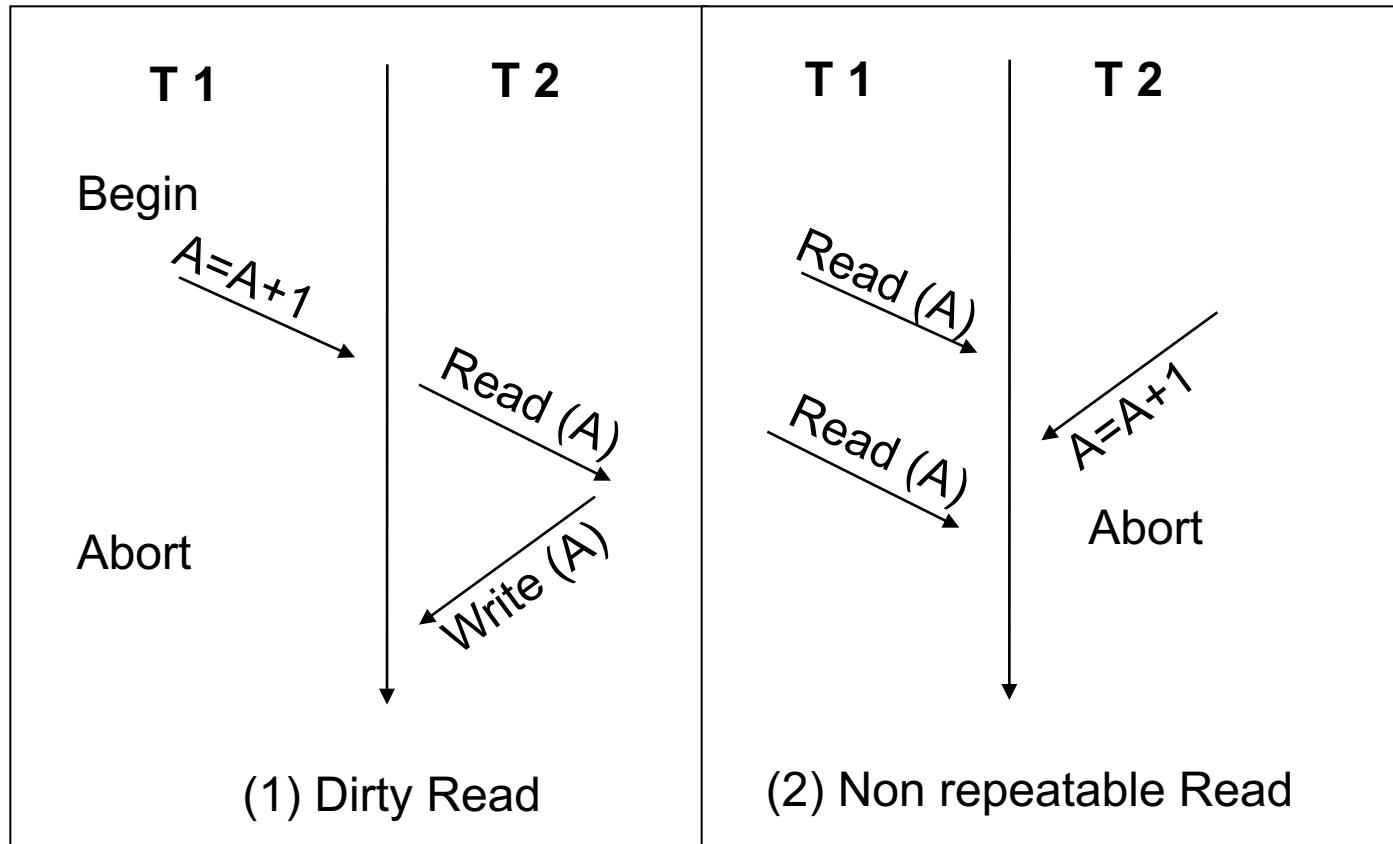 T 1
T 2
Begin
A=A+1
Read (A)
Abort
Write (A)
(1) Dirty Read
T 1
T 2
Read (A)
A=A+1
Read (A)
Abort
(2) Non repeatable Read